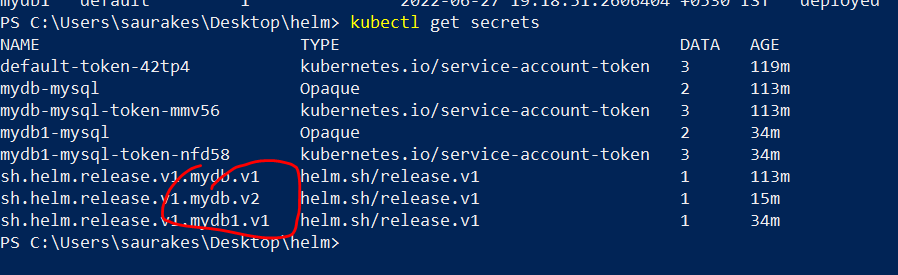 mydb1 default 1 2022-06-27 19:18:51.2606404 +0530 IST deployed
PS C:\Users\saurakes\Desktop\helm> kubectl get secrets
NAME TYPE DATA AGE
default-token-42tp4 kubernetes.io/service-account-token 3 119m
mydb-mysql Opaque 2 113m
mydb-mysql-token-mmv56 kubernetes.io/service-account-token 3 113m
mydb1-mysql Opaque 2 34m
mydb1-mysql-token-nfd58 kubernetes.io/service-account-token 3 34m
sh.helm.release.v1.mydb.v1 helm.sh/release.v1 1 113m
sh.helm.release.v1.mydb.v2 helm.sh/release.v1 1 15m
sh.helm.release.v1.mydb1.v1 helm.sh/release.v1 1 34m
PS C:\Users\saurakes\Desktop\helm>